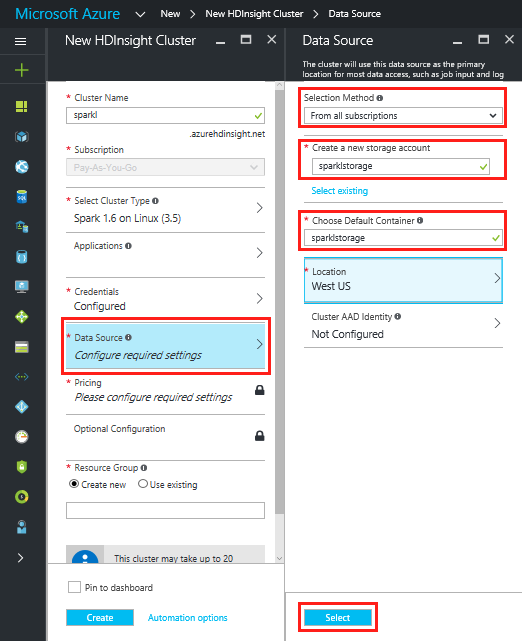 Microsoft Azure
New
New HDInsight Cluster
Data Source
New HDInsight Cluster
* Cluster Name
sparkl
.azurehdinsight.net
* Subscription
Pay-As-You-Go
* Select Cluster Type
Spark 1.6 on Linux (3.5)
Applications
* Credentials
Configured
* Data Source
Configure required settings
* Pricing
Please configure required settings
Optional Configuration
* Resource Group
Create new
Use existing
This cluster may take up to 20
Pin to dashboard
Create
Automation options
Data Source
The cluster will use this data source as the primary
location for most data access, such as job input and log
Selection Method
From all subscriptions
* Create a new storage account
sparklstorage
Select existing
* Choose Default Container
sparklstorage
* Location
West US
Cluster AAD Identity
Not Configured
Select